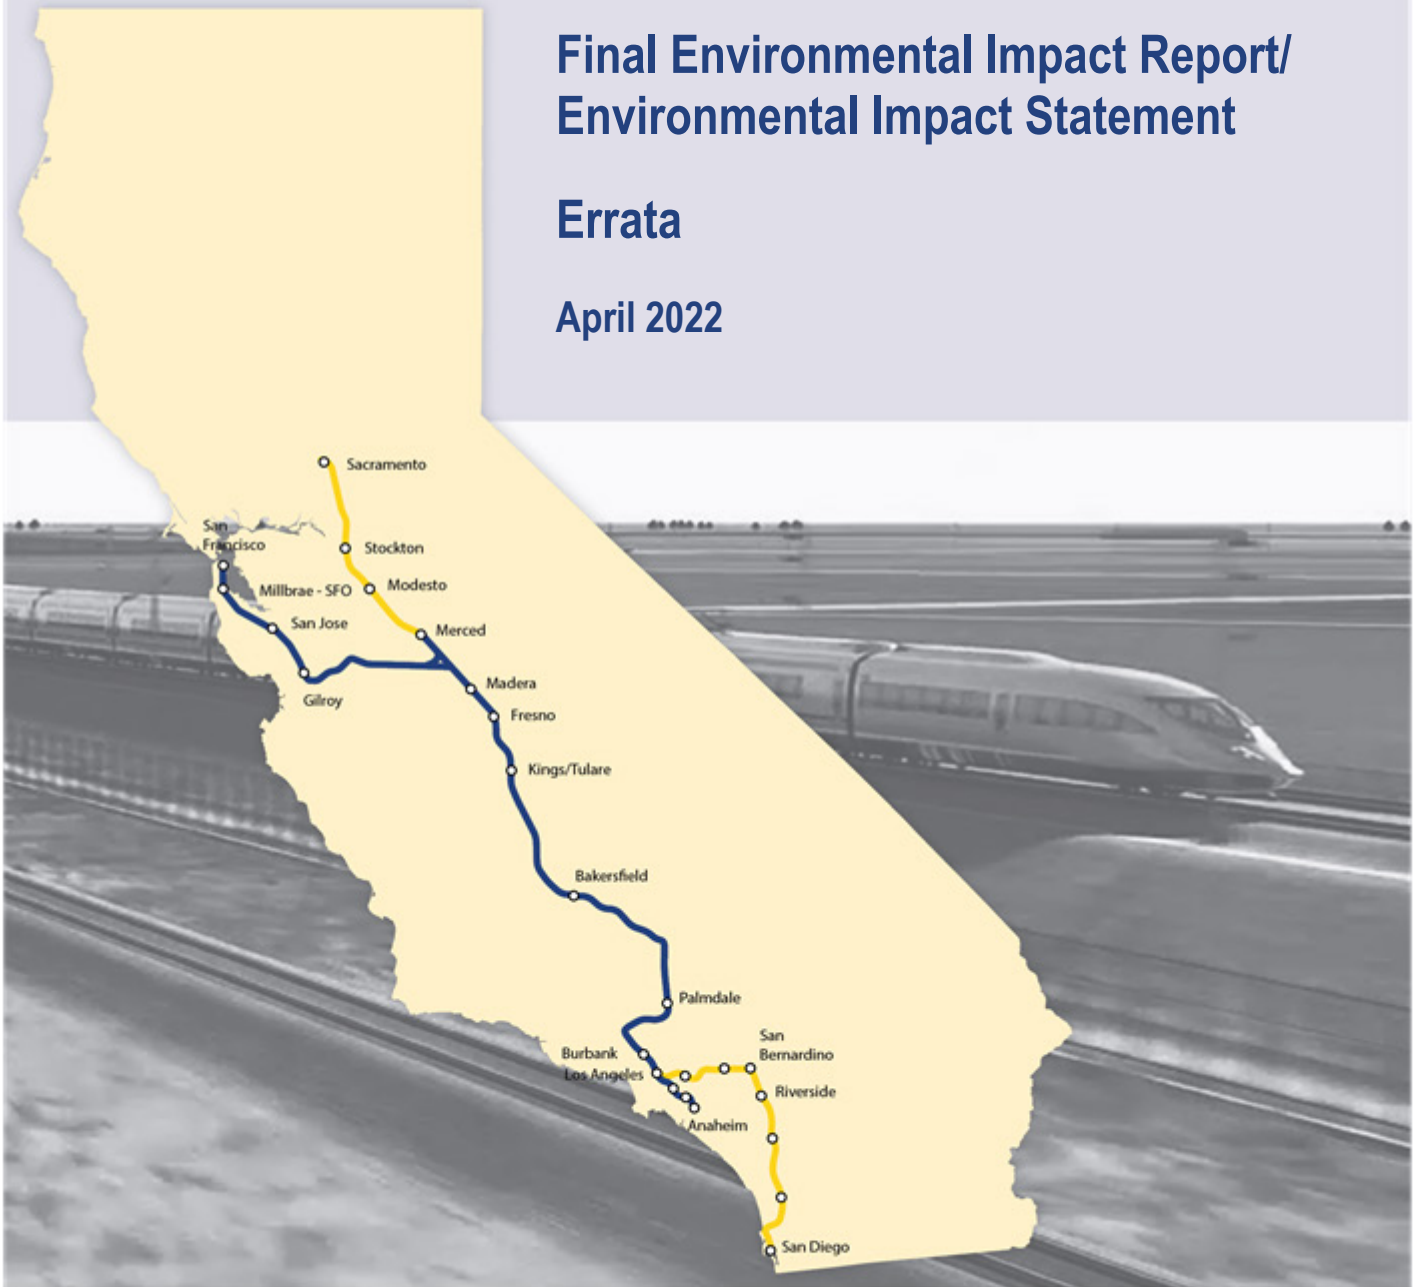 Final Environmental Impact Report/
Environmental Impact Statement
Errata
April 2022
Sacramento
San
Francisco
Stockton
Millbrae - SFO
Modesto
San Jose
Merced
Gilroy
Madera
Fresno
Kings/Tulare
Bakersfield
Palmdale
San
Bernardino
Burbank
Los Angeles
Riverside
Anaheim
San Diego